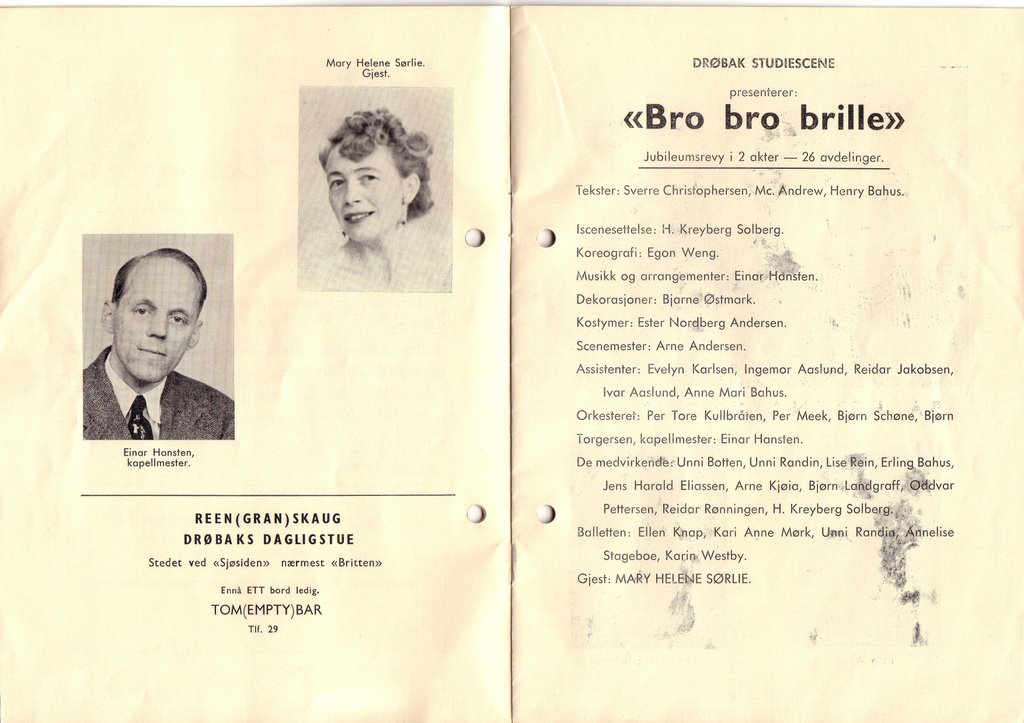 Mary Helene Sørlie.
Gjest.
Einar Hansten,
kapellmester.
REEN(GRAN)SKAUG
DRØBAKS DAGLIGSTUE
Stedet ved «Sjøsiden» nærmest «Britten»
Ennå ETT bord ledig.
TOM(EMPTY)BAR
Tlf. 29
DRØBAK STUDIESCENE
presenterer:
«Bro bro brille»
Jubileumsrevy i 2 akter — 26 avdelinger.
Tekster: Sverre Christophersen, Mc. Andrew, Henry Bahus.
Iscenesettelse: H. Kreyberg Solberg.
Koreografi: Egon Weng.
Musikk og arrangementer: Einar Hansten.
Dekorasjoner: Bjarne Østmark.
Kostymer: Ester Nordberg Andersen.
Scenemester: Arne Andersen.
Assistenter: Evelyn Karlsen, Ingemor Aaslund, Reidar Jakobsen,
Ivar Aaslund, Anne Mari Bahus.
Orkesteret: Per Tore Kullbråten, Per Meek, Bjørn Schøne, Bjørn
Torgersen, kapellmester: Einar Hansten.
De medvirkende: Unni Botten, Unni Randin, Lise Rein, Erling Bahus,
Jens Harald Eliassen, Arne Kjøia, Bjørn Landgraff, Oddvar
Pettersen, Reidar Rønningen, H. Kreyberg Solberg.
Balletten: Ellen Knap, Kari Anne Mørk, Unni Randin, Annelise
Stageboe, Karin Westby.
Gjest: MARY HELENE SØRLIE.